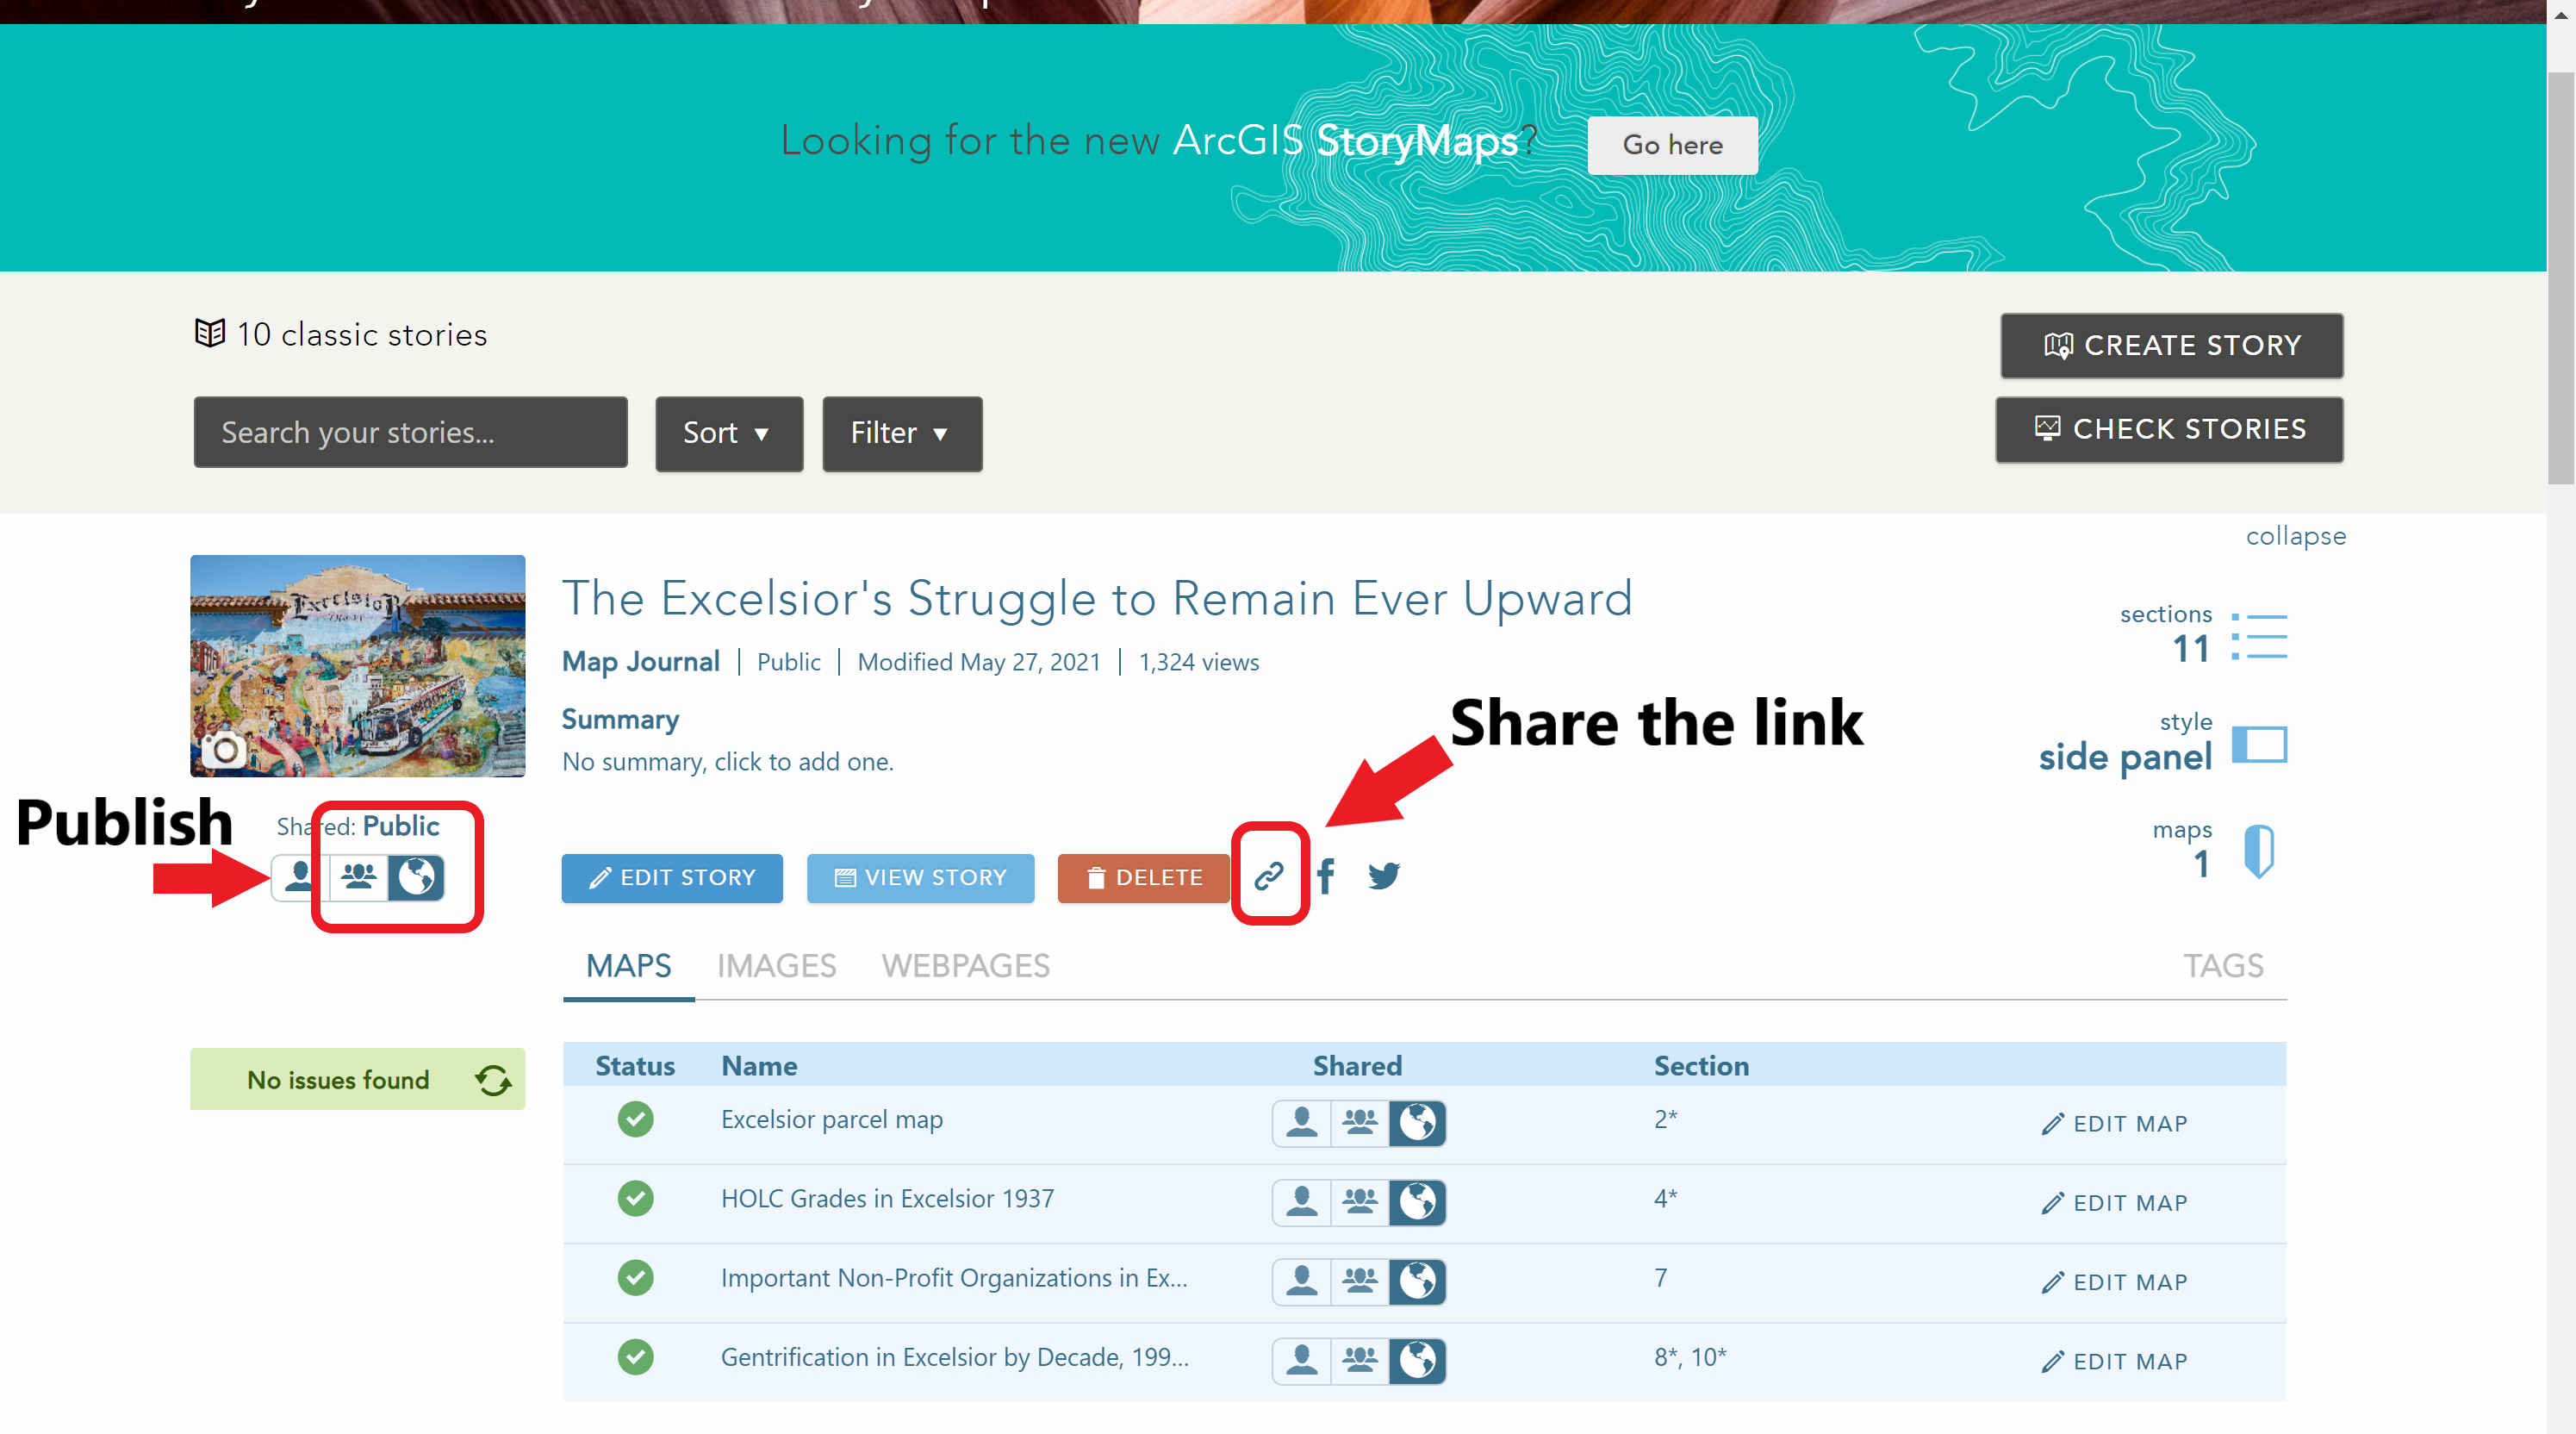 Looking for the new ArcGIS StoryMaps?
Go here
10 classic stories
CREATE STORY
Search your stories...
Sort ▼
Filter ▼
CHECK STORIES
collapse
Excelsior
The Excelsior's Struggle to Remain Ever Upward
Map Journal | Public | Modified May 27, 2021 | 1,324 views
sections
11
Summary
No summary, click to add one.
Share the link
style
side panel
Publish
Shared: Public
maps
1
EDIT STORY
VIEW STORY
DELETE
MAPS
IMAGES
WEBPAGES
TAGS
No issues found
Status Name Shared Section
Excelsior parcel map 2* EDIT MAP
HOLC Grades in Excelsior 1937 4* EDIT MAP
Important Non-Profit Organizations in Ex... 7 EDIT MAP
Gentrification in Excelsior by Decade, 199... 8*, 10* EDIT MAP